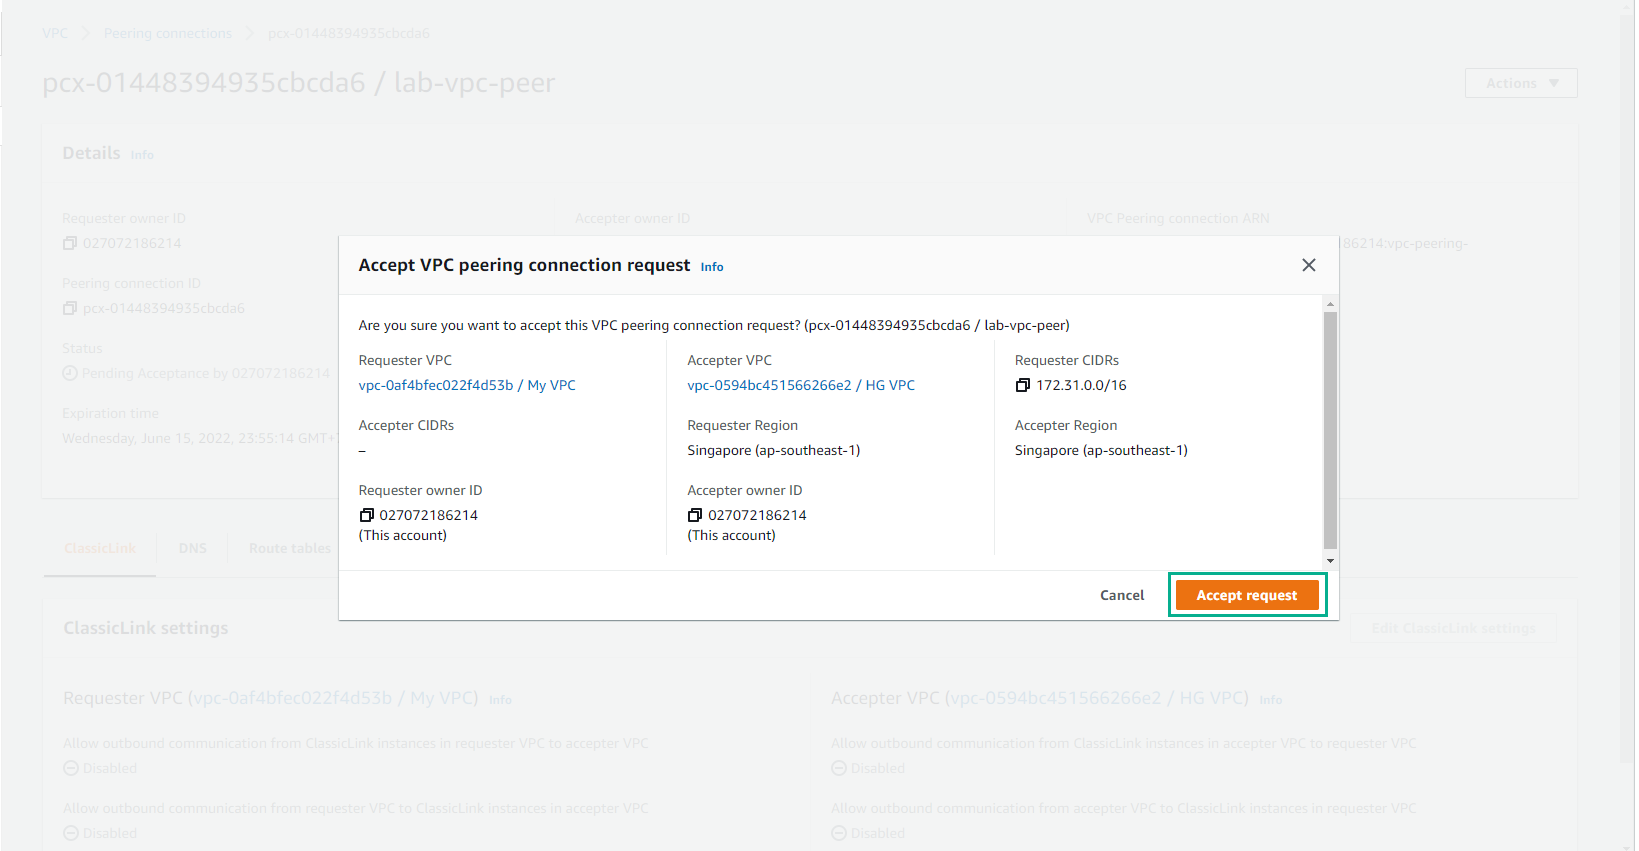 VPC > Peering connections > pcx-01448394935cbcda6
pcx-01448394935cbcda6 / lab-vpc-peer
Actions
Details Info
Requester owner ID
027072186214
Accepter owner ID
VPC Peering connection ARN
86214:vpc-peering-
Peering connection ID
pcx-01448394935cbcda6
Status
Pending Acceptance by 027072186214
Expiration time
Wednesday, June 15, 2022, 23:55:14 GMT+
Accept VPC peering connection request Info
Are you sure you want to accept this VPC peering connection request? (pcx-01448394935cbcda6 / lab-vpc-peer)
Requester VPC
vpc-0af4bfec022f4d53b / My VPC
Accepter VPC
vpc-0594bc451566266e2 / HG VPC
Requester CIDRs
172.31.0.0/16
Accepter CIDRs
–
Requester Region
Singapore (ap-southeast-1)
Accepter Region
Singapore (ap-southeast-1)
Requester owner ID
027072186214
(This account)
Accepter owner ID
027072186214
(This account)
Cancel
Accept request
ClassicLink
DNS
Route tables
ClassicLink settings
Edit ClassicLink settings
Requester VPC (vpc-0af4bfec022f4d53b / My VPC) Info
Allow outbound communication from ClassicLink instances in requester VPC to accepter VPC
Disabled
Allow outbound communication from requester VPC to ClassicLink instances in accepter VPC
Disabled
Accepter VPC (vpc-0594bc451566266e2 / HG VPC) Info
Allow outbound communication from ClassicLink instances in accepter VPC to requester VPC
Disabled
Allow outbound communication from accepter VPC to ClassicLink instances in requester VPC
Disabled